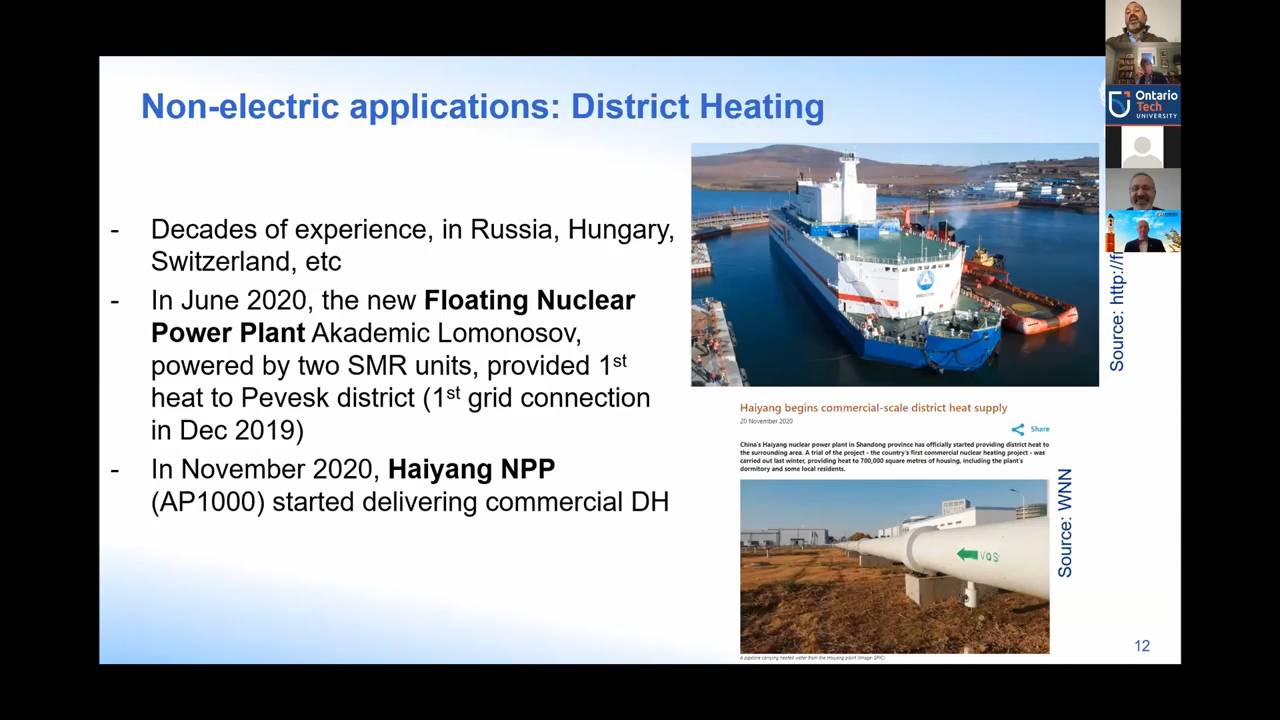 Non-electric applications: District Heating
- Decades of experience, in Russia, Hungary,
Switzerland, etc
- In June 2020, the new Floating Nuclear
Power Plant Akademic Lomonosov,
powered by two SMR units, provided 1st
heat to Pevesk district (1st grid connection
in Dec 2019)
- In November 2020, Haiyang NPP
(AP1000) started delivering commercial DH
Source: http://f
Haiyang begins commercial-scale district heat supply
20 November 2020
Share
China's Haiyang nuclear power plant in Shandong province has officially started providing district heat to
the surrounding area. A trial of the project - the country's first commercial nuclear heating project - was
carried out last winter, providing heat to 700,000 square metres of housing, including the plant's
dormitory and some local residents.
VQS
Source: WNN
A pipeline carrying heated water from the Haiyang plant (Image: SPIC)
12
Ontario
Tech
UNIVERSITY